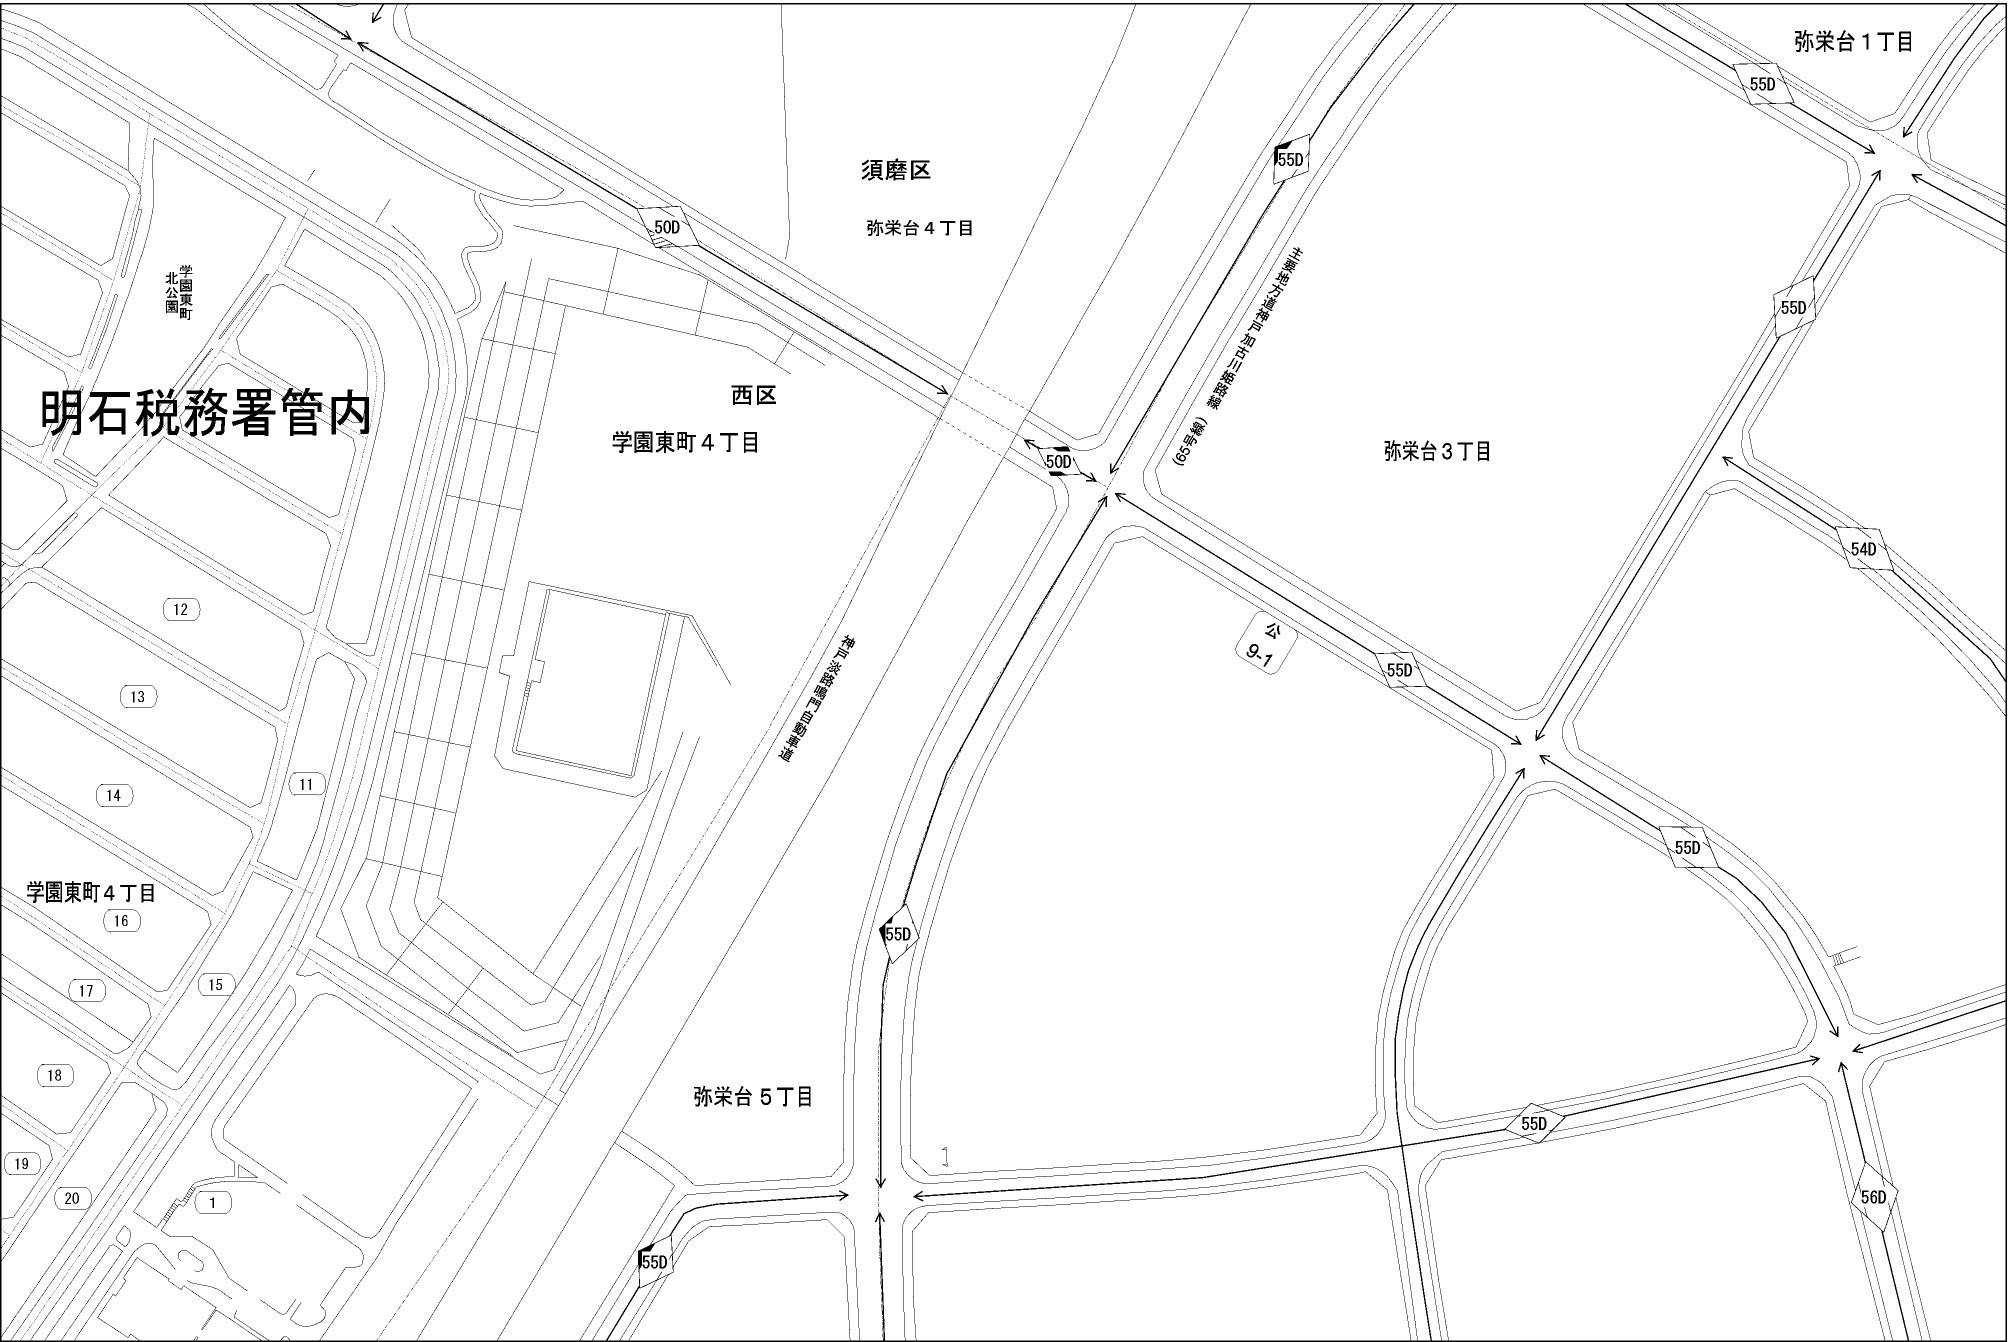 弥栄台1丁目
55D
須磨区
弥栄台4丁目
55D
50D
学園東町
北公園
主要地方道神戸加古川姫路線
(65号線)
55D
明石税務署管内
西区
学園東町4丁目
50D
弥栄台3丁目
54D
12
公
9-1
13
神戸淡路鳴門自動車道
55D
11
14
55D
学園東町4丁目
16
55D
15
17
18
弥栄台5丁目
55D
19
20
1
56D
55D